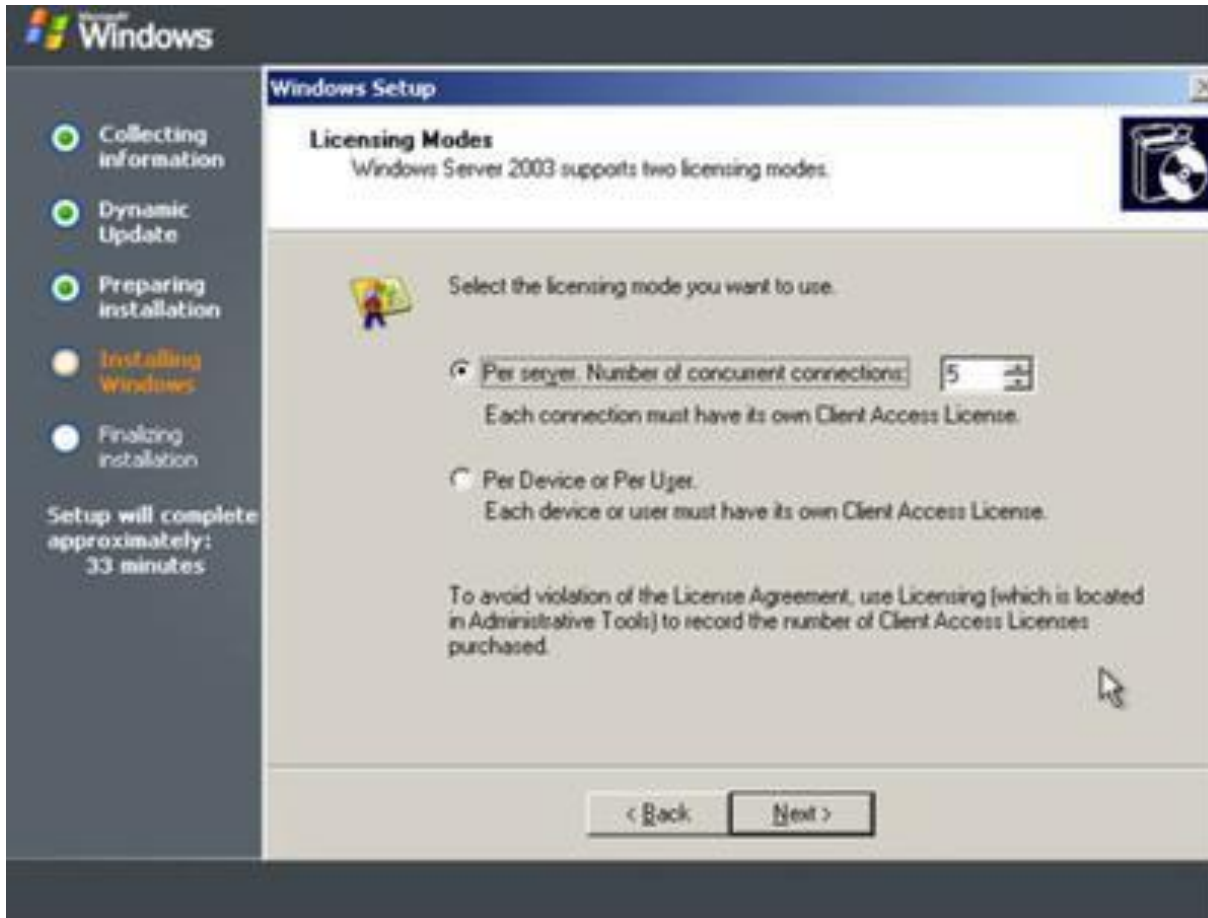 Microsoft
Windows
Collecting
information
Dynamic
Update
Preparing
installation
Installing
Windows
Finalizing
installation
Setup will complete
approximately:
33 minutes
Windows Setup
Licensing Modes
Windows Server 2003 supports two licensing modes.
Select the licensing mode you want to use.
Per server. Number of concurrent connections: 5
Each connection must have its own Client Access License.
Per Device or Per User.
Each device or user must have its own Client Access License.
To avoid violation of the License Agreement, use Licensing (which is located
in Administrative Tools) to record the number of Client Access Licenses
purchased.
< Back
Next >